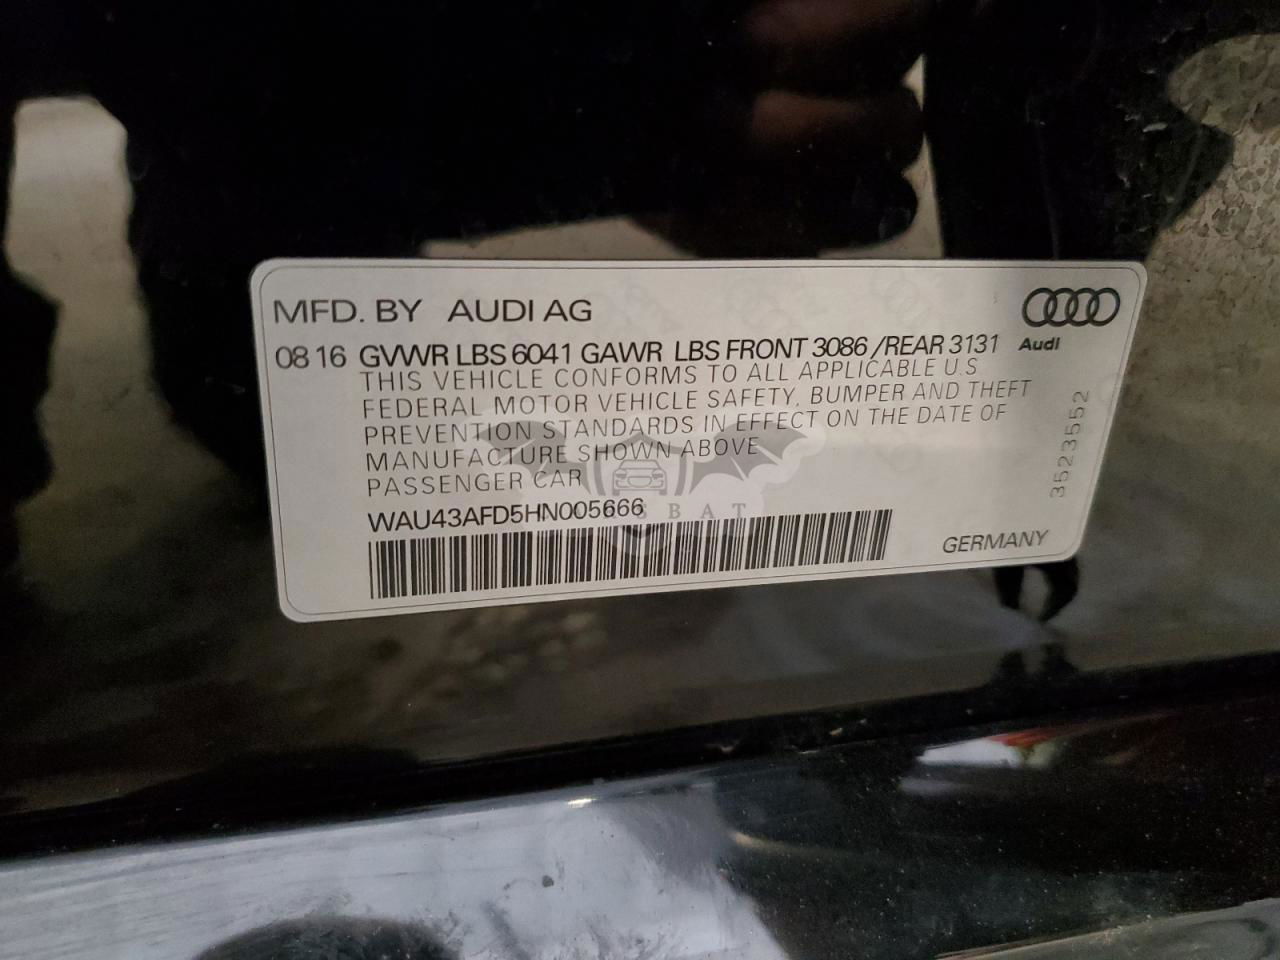 MFD. BY AUDI AG
08 16 GVWR LBS 6041 GAWR LBS FRONT 3086 /REAR 3131
Audi
THIS VEHICLE CONFORMS TO ALL APPLICABLE U.S.
FEDERAL MOTOR VEHICLE SAFETY, BUMPER AND THEFT
PREVENTION STANDARDS IN EFFECT ON THE DATE OF
MANUFACTURE SHOWN ABOVE
PASSENGER CAR
WAU43AFD5HN005666
3523552
GERMANY